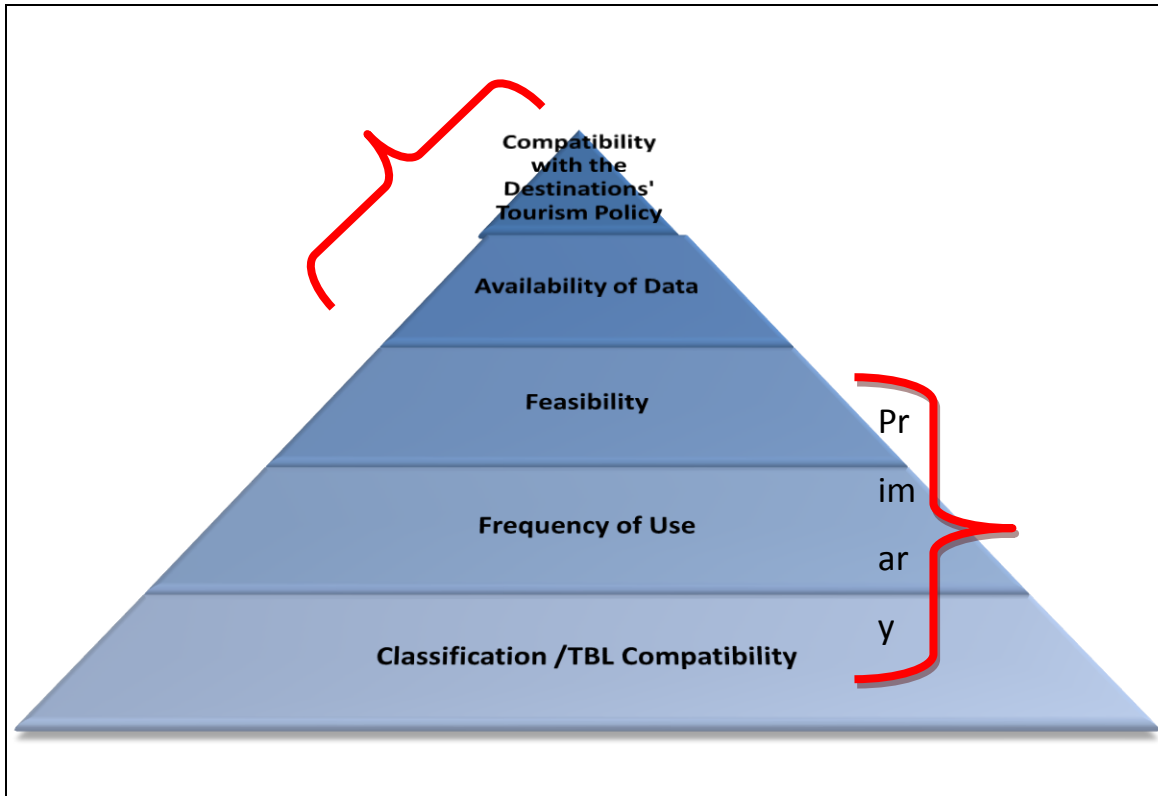 Compatibility
with the
Destinations'
Tourism Policy
Availability of Data
Feasibility
Frequency of Use
Classification /TBL Compatibility
Pr
im
ar
y